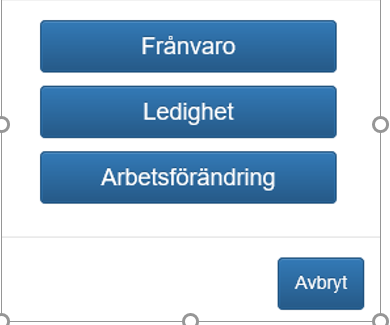 Frånvaro
Ledighet
Arbetsförändring
Avbryt